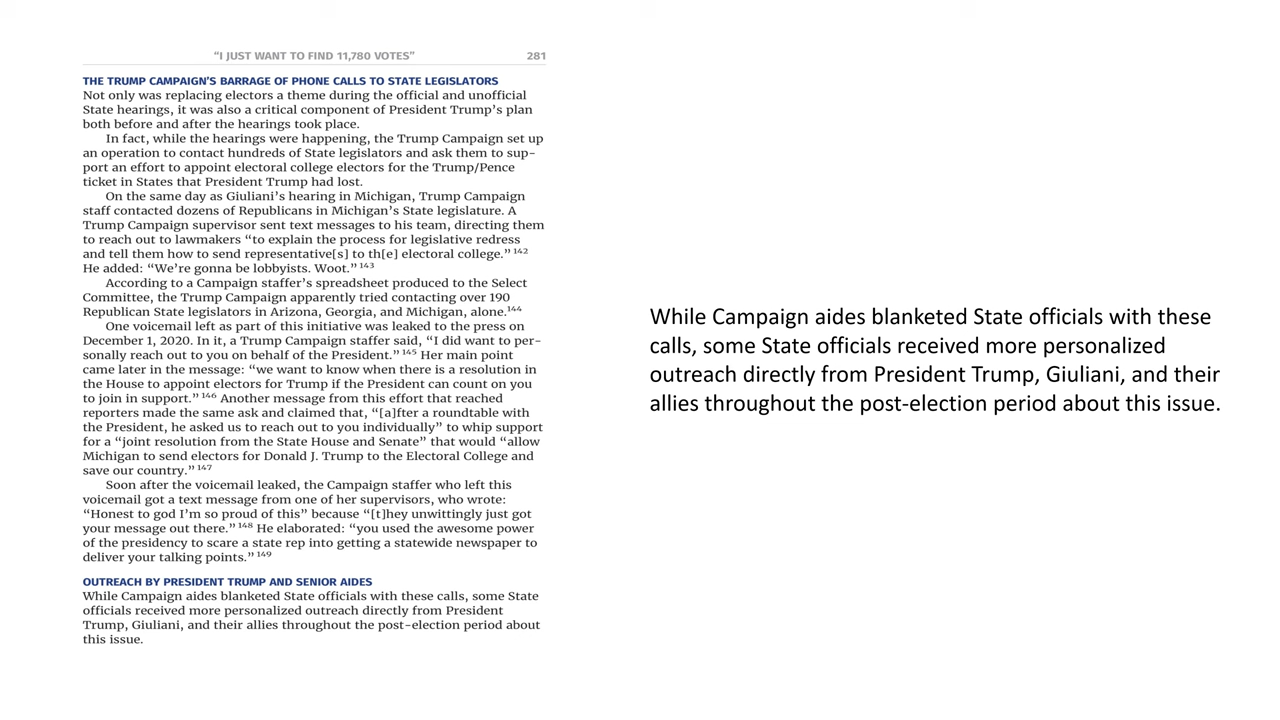 “I JUST WANT TO FIND 11,780 VOTES” 281
THE TRUMP CAMPAIGN’S BARRAGE OF PHONE CALLS TO STATE LEGISLATORS
Not only was replacing electors a theme during the official and unofficial
State hearings, it was also a critical component of President Trump’s plan
both before and after the hearings took place.
In fact, while the hearings were happening, the Trump Campaign set up
an operation to contact hundreds of State legislators and ask them to sup-
port an effort to appoint electoral college electors for the Trump/Pence
ticket in States that President Trump had lost.
On the same day as Giuliani’s hearing in Michigan, Trump Campaign
staff contacted dozens of Republicans in Michigan’s State legislature. A
Trump Campaign supervisor sent text messages to his team, directing them
to reach out to lawmakers “to explain the process for legislative redress
and tell them how to send representative[s] to th[e] electoral college.” 142
He added: “We’re gonna be lobbyists. Woot.” 143
According to a Campaign staffer’s spreadsheet produced to the Select
Committee, the Trump Campaign apparently tried contacting over 190
Republican State legislators in Arizona, Georgia, and Michigan, alone.144
One voicemail left as part of this initiative was leaked to the press on
December 1, 2020. In it, a Trump Campaign staffer said, “I did want to per-
sonally reach out to you on behalf of the President.” 145 Her main point
came later in the message: “we want to know when there is a resolution in
the House to appoint electors for Trump if the President can count on you
to join in support.” 146 Another message from this effort that reached
reporters made the same ask and claimed that, “[a]fter a roundtable with
the President, he asked us to reach out to you individually” to whip support
for a “joint resolution from the State House and Senate” that would “allow
Michigan to send electors for Donald J. Trump to the Electoral College and
save our country.” 147
Soon after the voicemail leaked, the Campaign staffer who left this
voicemail got a text message from one of her supervisors, who wrote:
“Honest to god I’m so proud of this” because “[t]hey unwittingly just got
your message out there.” 148 He elaborated: “you used the awesome power
of the presidency to scare a state rep into getting a statewide newspaper to
deliver your talking points.” 149
OUTREACH BY PRESIDENT TRUMP AND SENIOR AIDES
While Campaign aides blanketed State officials with these calls, some State
officials received more personalized outreach directly from President
Trump, Giuliani, and their allies throughout the post-election period about
this issue.
While Campaign aides blanketed State officials with these
calls, some State officials received more personalized
outreach directly from President Trump, Giuliani, and their
allies throughout the post-election period about this issue.